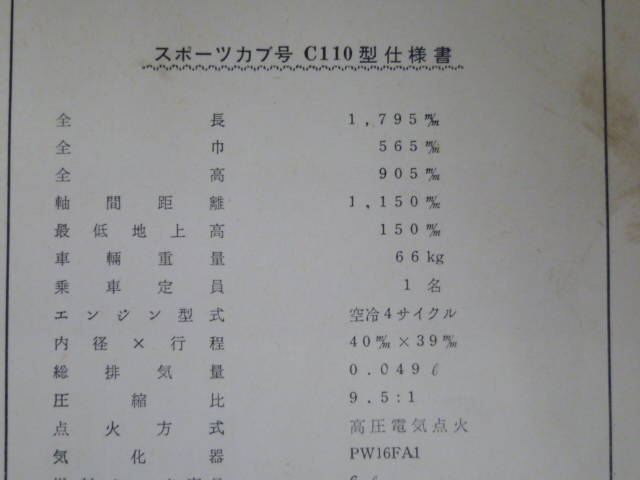 スポーツカブ号 C110型仕様書
全長 1,795㎜
全巾 565㎜
全高 905㎜
軸間距離 1,150㎜
最低地上高 150㎜
車輛重量 66kg
乗車定員 1名
エンジン型式 空冷4サイクル
内径×行程 40㎜×39㎜
総排気量 0.049ℓ
圧縮比 9.5:1
点火方式 高圧電気点火
気化器 PW16FA1